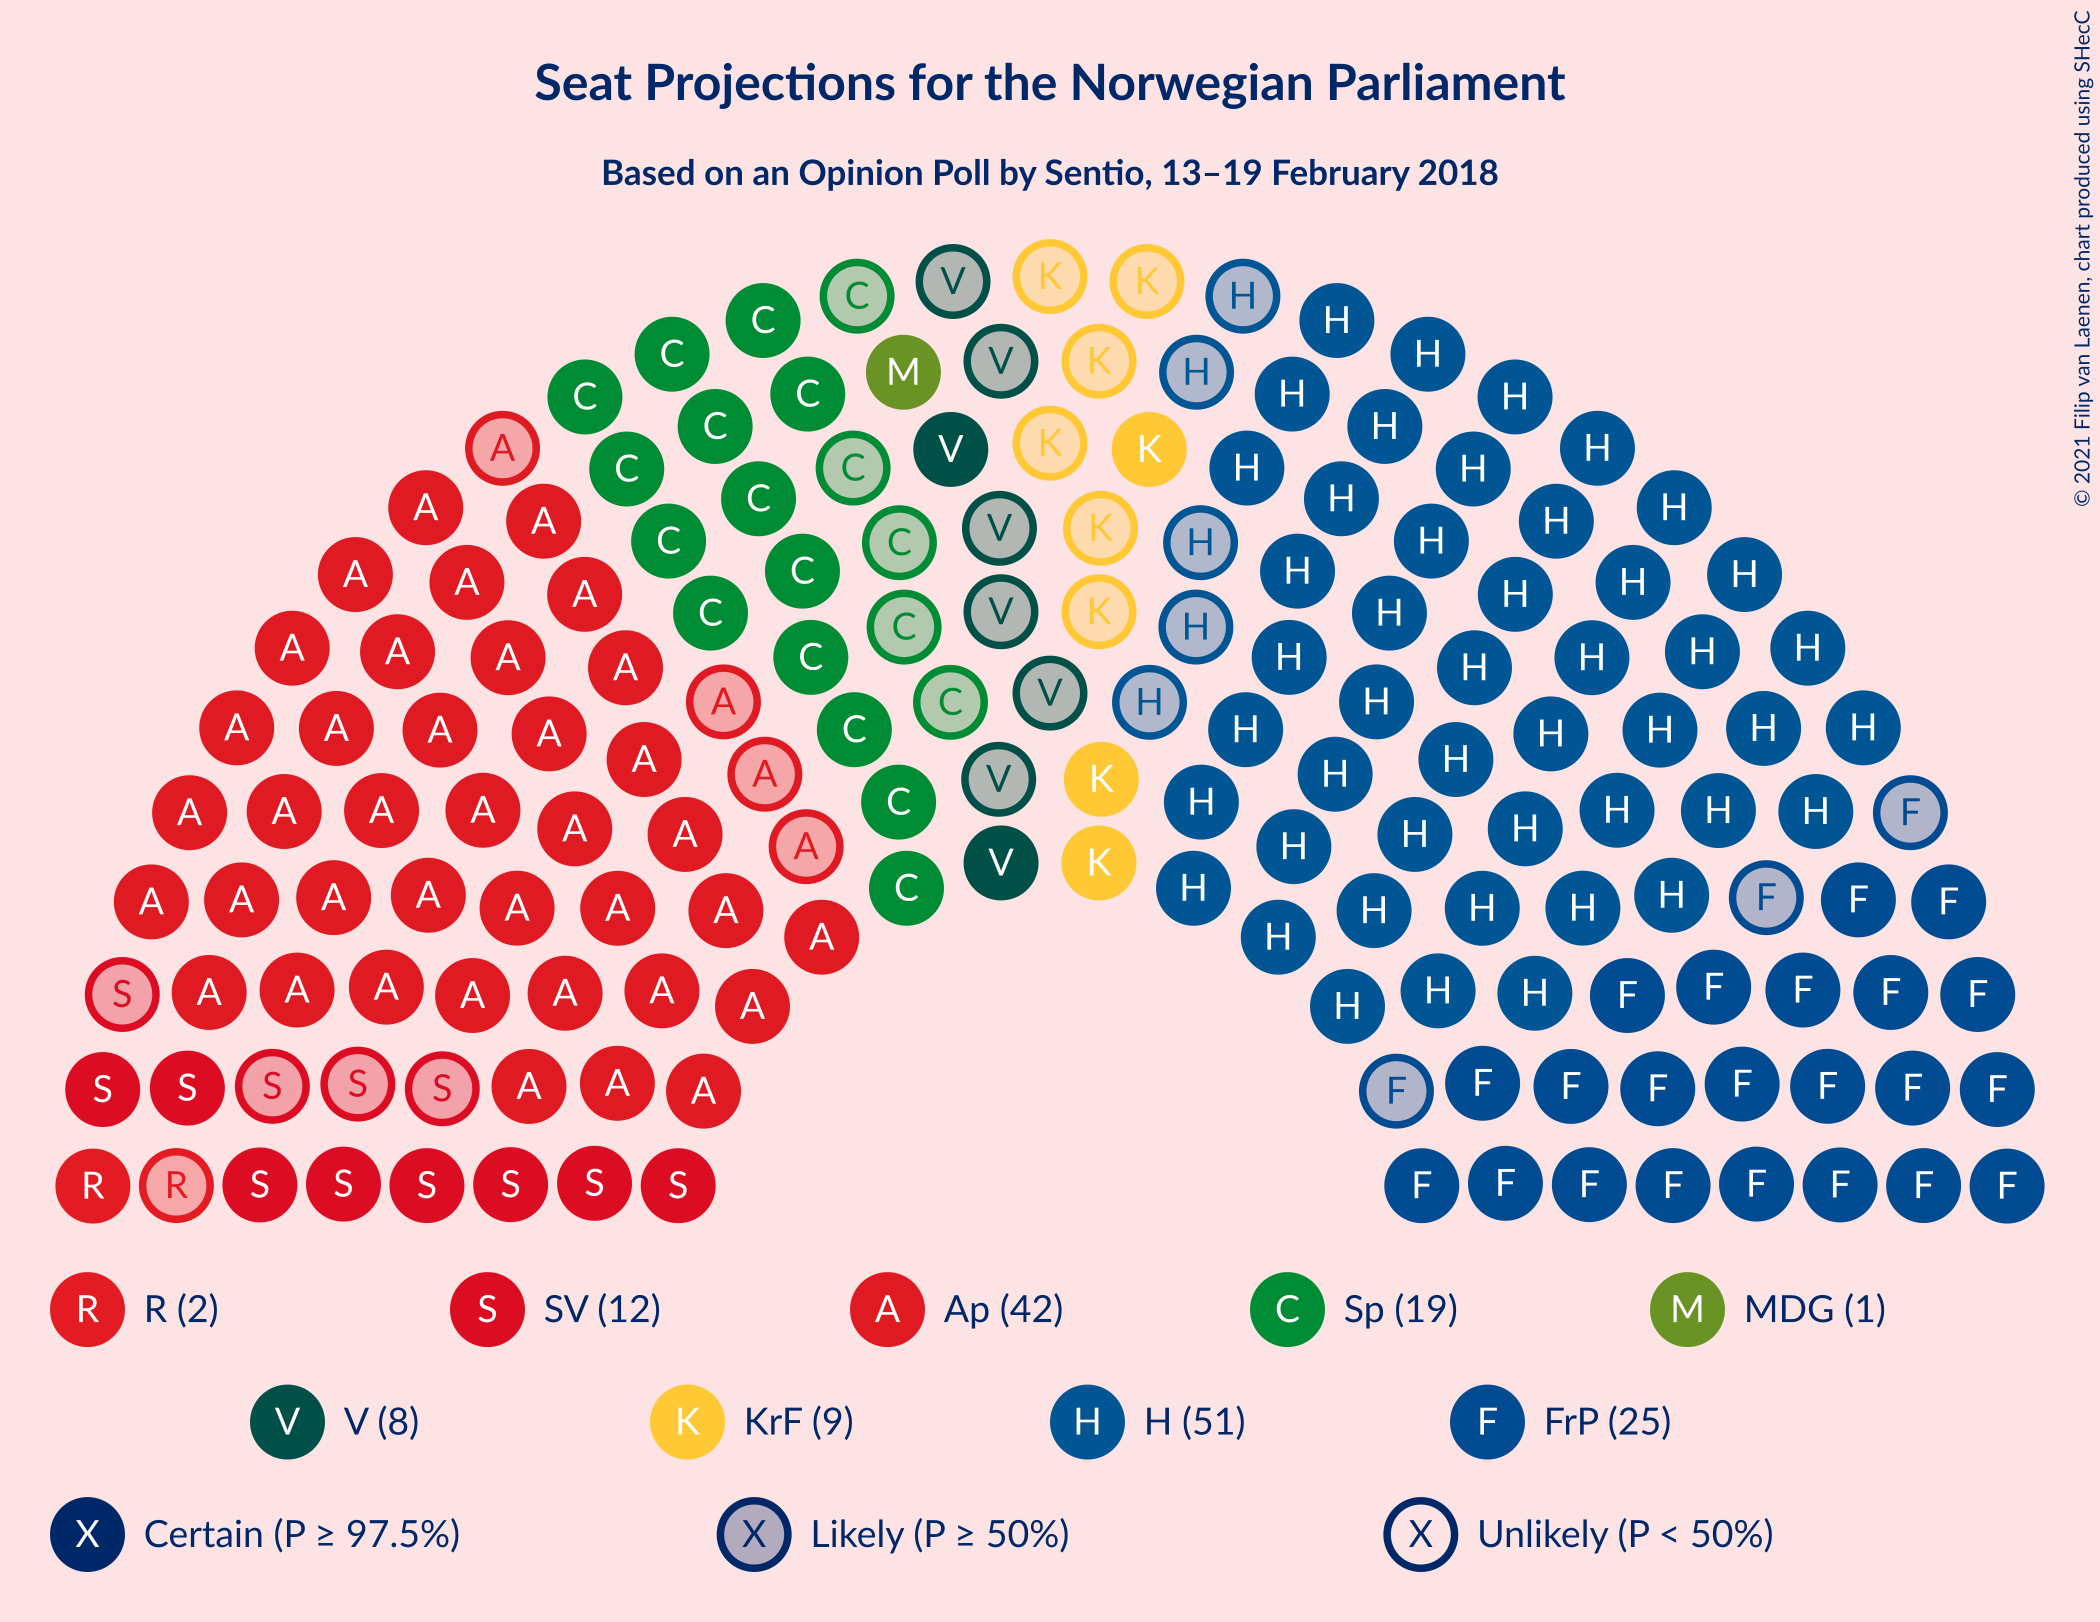 Seat Projections for the Norwegian Parliament
Based on an Opinion Poll by Sentio, 13–19 February 2018
© 2021 Filip van Laenen, chart produced using SHecC
C V K K H
C H
C M V K H H
C C H H
C C V K K H H
A C C H H
A A C C C V K H H H H H
A A A C C C V K H H H H H H
A A A A A C C V H H H H H H H
A A A A A A C V K H H H H H H H
A A A A A A A C V K H H H H H H F
A A A A A A A A H H H H H F F F
S A A A A A A A H H H F F F F F
S S S S S A A A F F F F F F F F
R R S S S S S S F F F F F F F F
R R (2) S SV (12) A Ap (42) C Sp (19) M MDG (1)
V V (8) K KrF (9) H H (51) F FrP (25)
X Certain (P ≥ 97.5%) X Likely (P ≥ 50%) X Unlikely (P < 50%)